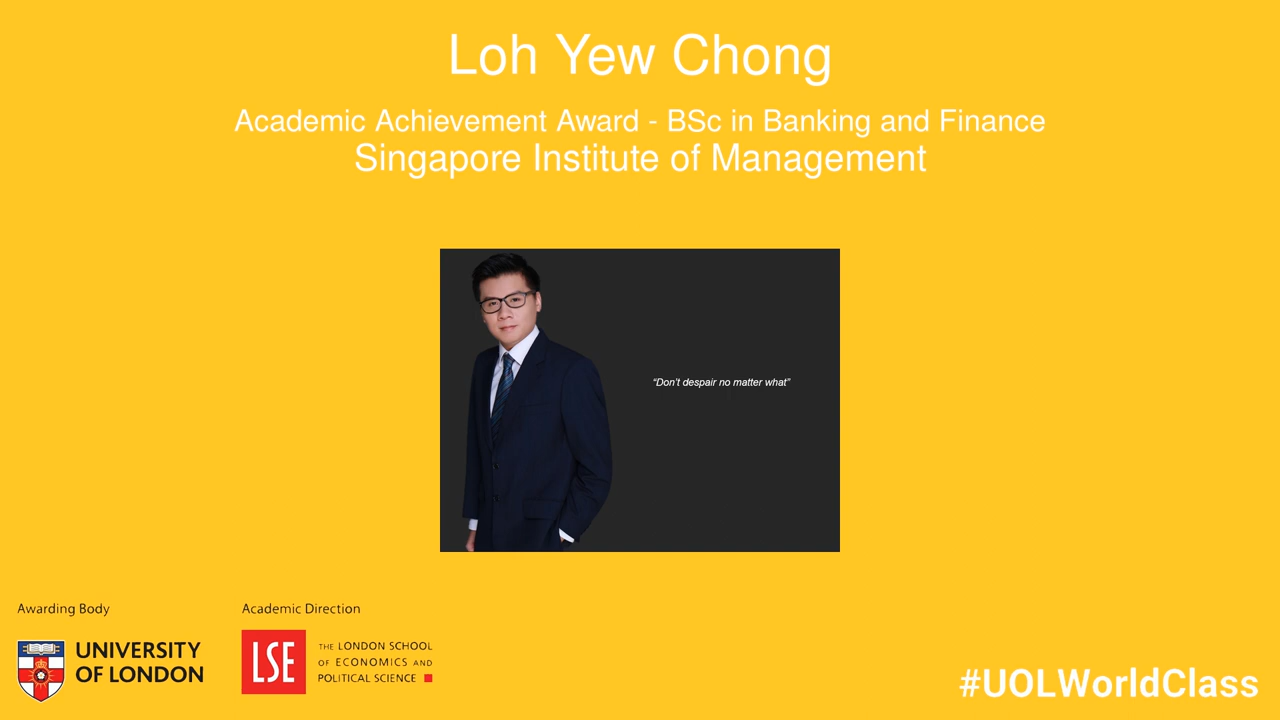 Loh Yew Chong
Academic Achievement Award - BSc in Banking and Finance
Singapore Institute of Management
“Don’t despair no matter what”
Awarding Body
UNIVERSITY
OF LONDON
Academic Direction
LSE
THE LONDON SCHOOL
OF ECONOMICS AND
POLITICAL SCIENCE
#UOLWorldClass